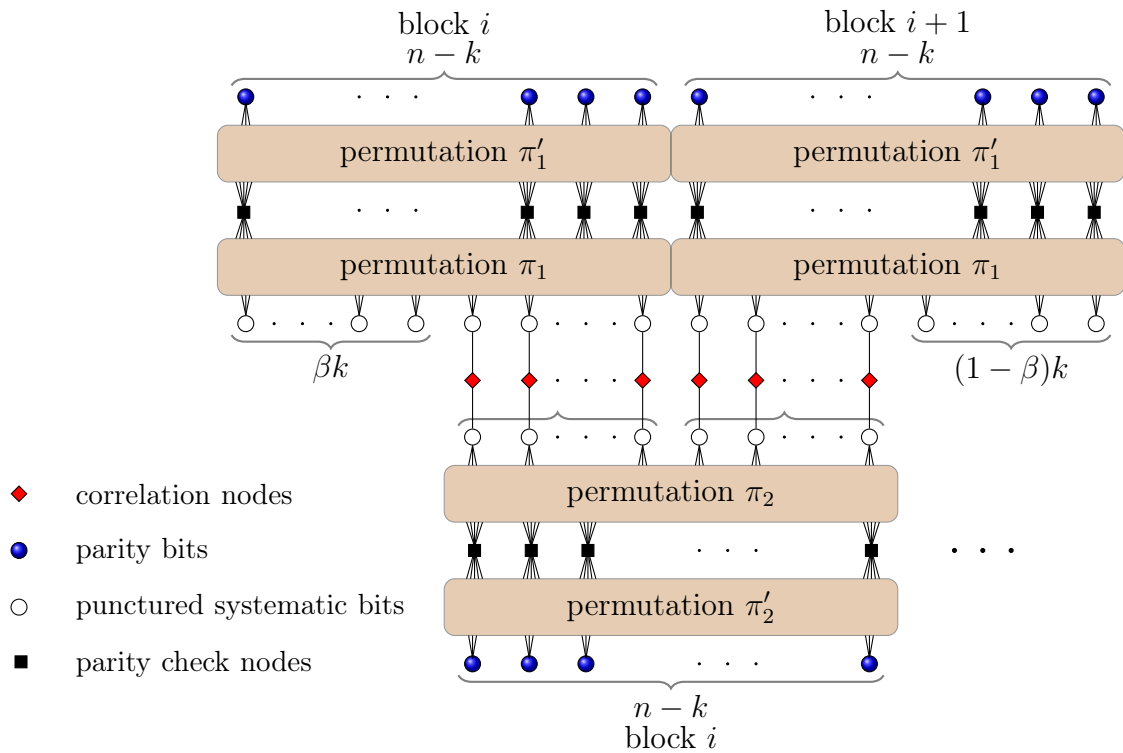 block i
n − k
block i + 1
n − k
permutation π′₁
permutation π′₁
permutation π₁
permutation π₁
βk
(1 − β)k
permutation π₂
correlation nodes
parity bits
punctured systematic bits
permutation π′₂
parity check nodes
n − k
block i